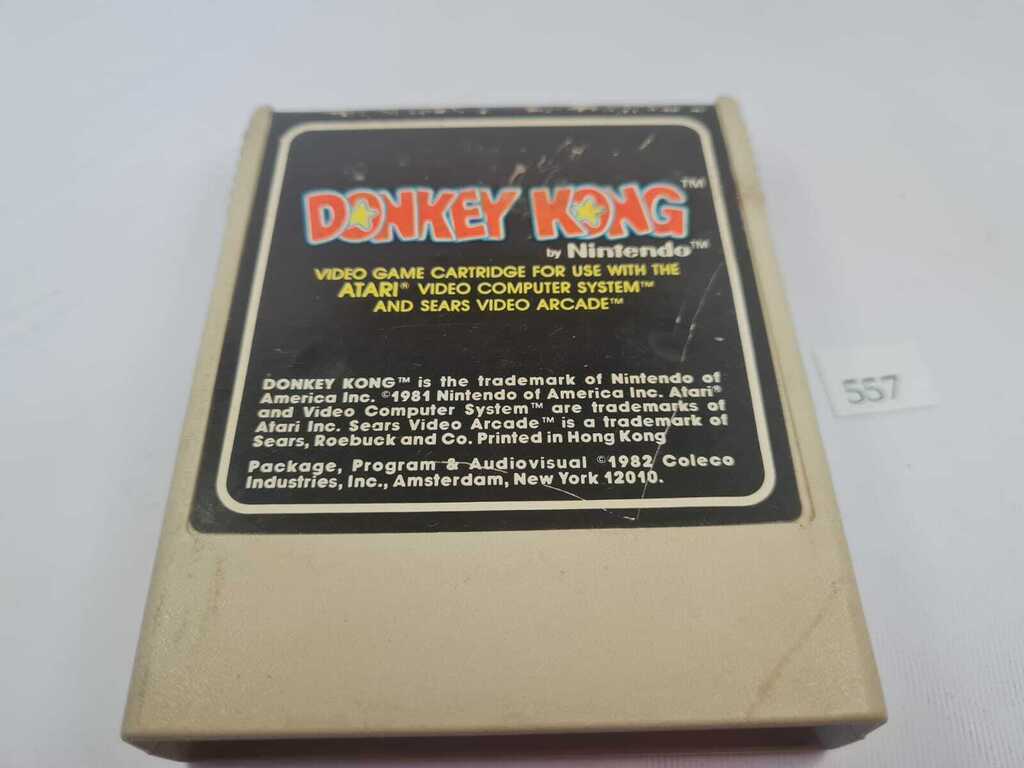 DONKEY KONG™
by Nintendo™
VIDEO GAME CARTRIDGE FOR USE WITH THE
ATARI® VIDEO COMPUTER SYSTEM™
AND SEARS VIDEO ARCADE™
DONKEY KONG™ is the trademark of Nintendo of
America Inc. ©1981 Nintendo of America Inc. Atari®
and Video Computer System™ are trademarks of
Atari Inc. Sears Video Arcade™ is a trademark of
Sears, Roebuck and Co. Printed in Hong Kong
Package, Program & Audiovisual ©1982 Coleco
Industries, Inc., Amsterdam, New York 12010.
557